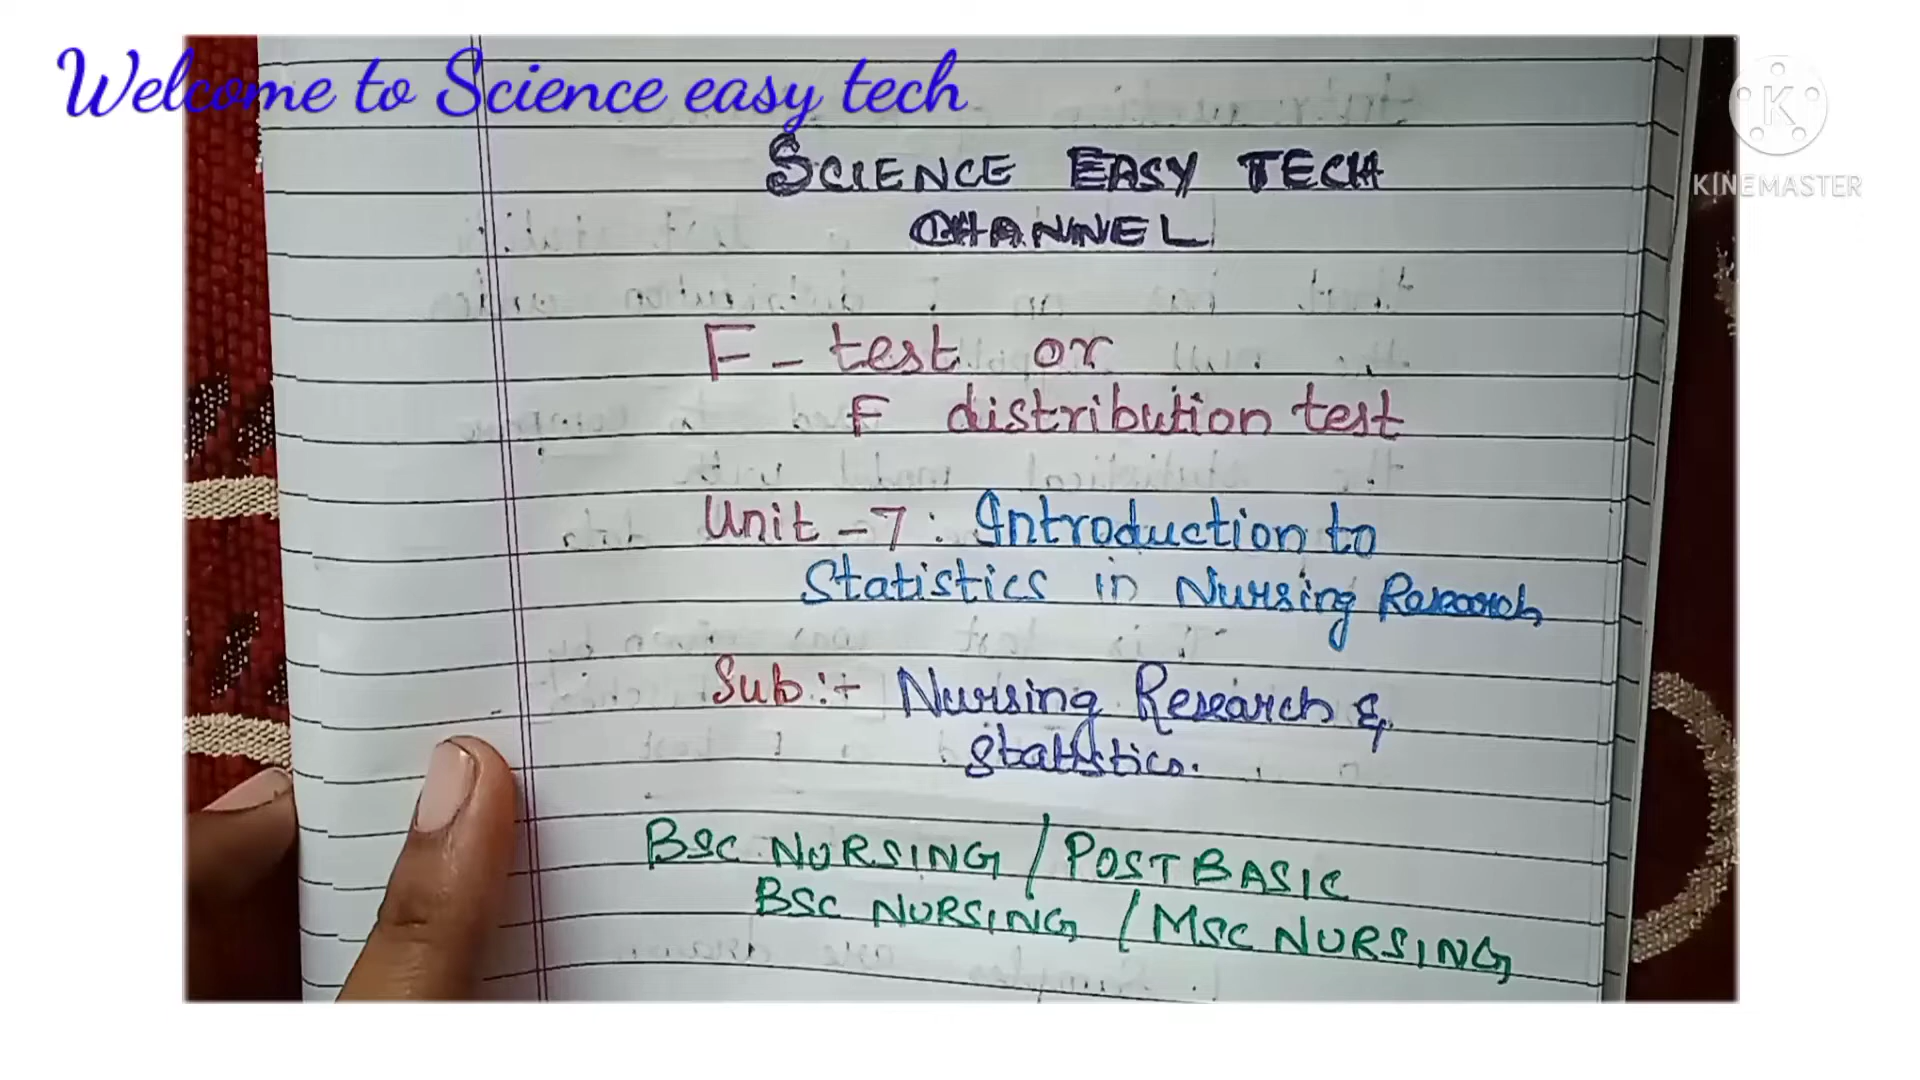 Welcome to Science easy tech
KINEMASTER
SCIENCE EASY TECH
CHANNEL
F - test or
F distribution test
Unit - 7 : Introduction to
Statistics in Nursing Research
Sub :- Nursing Research &
statistics.
BSC NURSING / POST BASIC
BSC NURSING / MSC NURSING